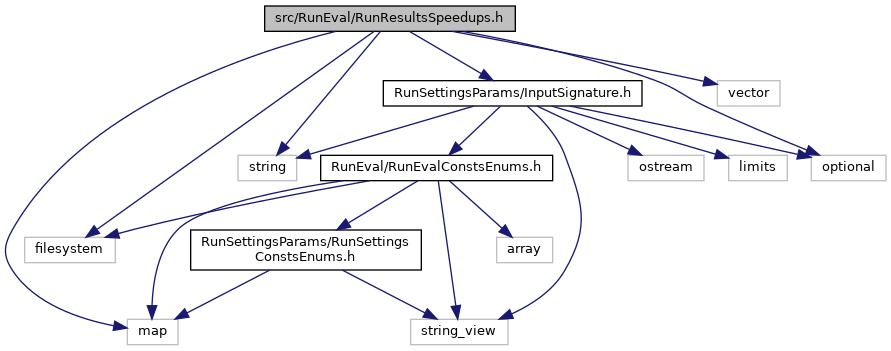 src/RunEval/RunResultsSpeedups.h
RunSettingsParams/InputSignature.h
vector
string
RunEval/RunEvalConstsEnums.h
ostream
limits
optional
filesystem
RunSettingsParams/RunSettings
ConstsEnums.h
array
map
string_view